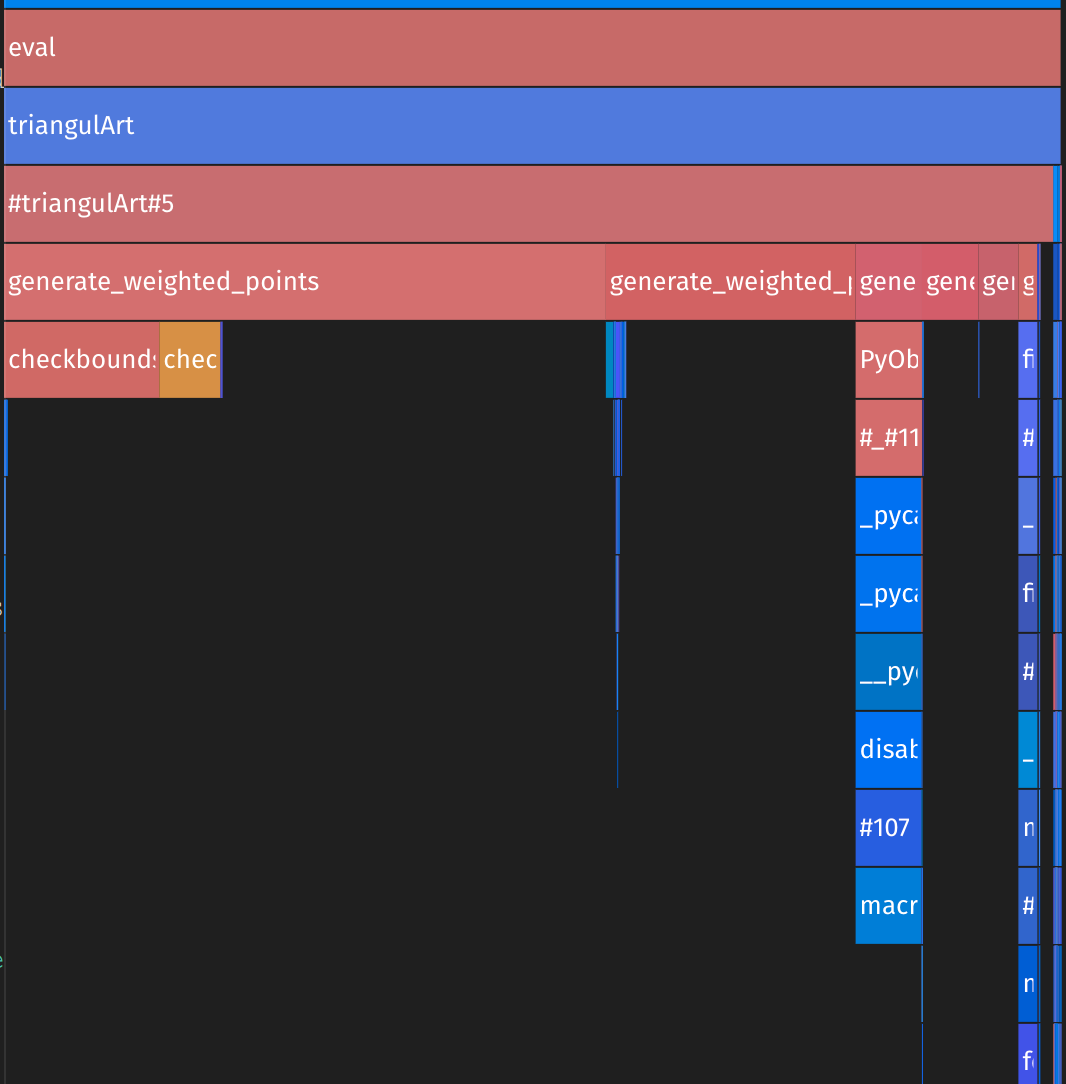 eval
triangulArt
#triangulArt#5
generate_weighted_points generate_weighted_p gene gene ger g
checkbounds chec PyOb fi
#_#11 #
_pyca _
_pyca fi
__pyc #
disab _
#107 n
macr #
n
f